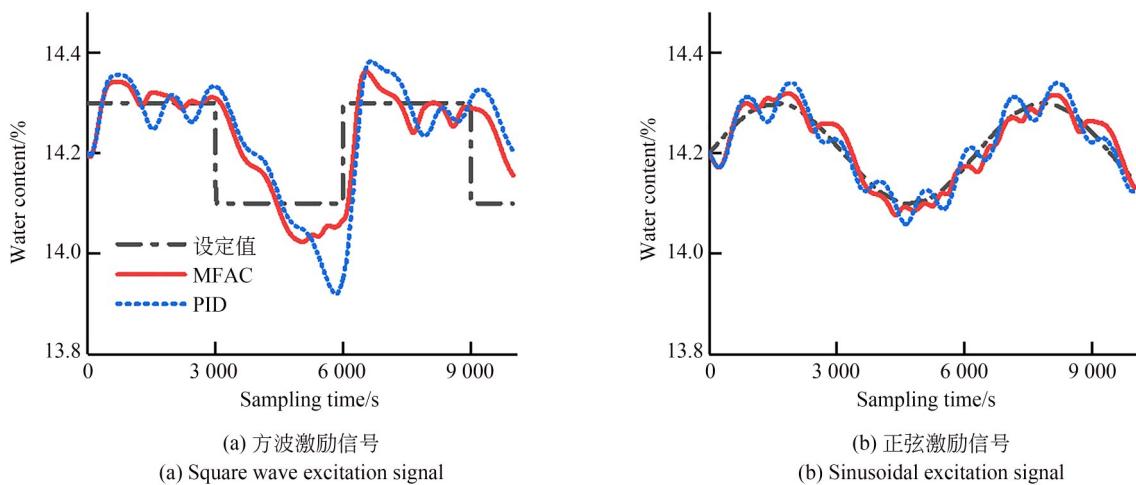 Water content/%
14.4
14.2
14.0
13.8
设定值
MFAC
PID
0
3 000
6 000
9 000
Sampling time/s
(a) 方波激励信号
(a) Square wave excitation signal
Water content/%
14.4
14.2
14.0
13.8
0
3 000
6 000
9 000
Sampling time/s
(b) 正弦激励信号
(b) Sinusoidal excitation signal